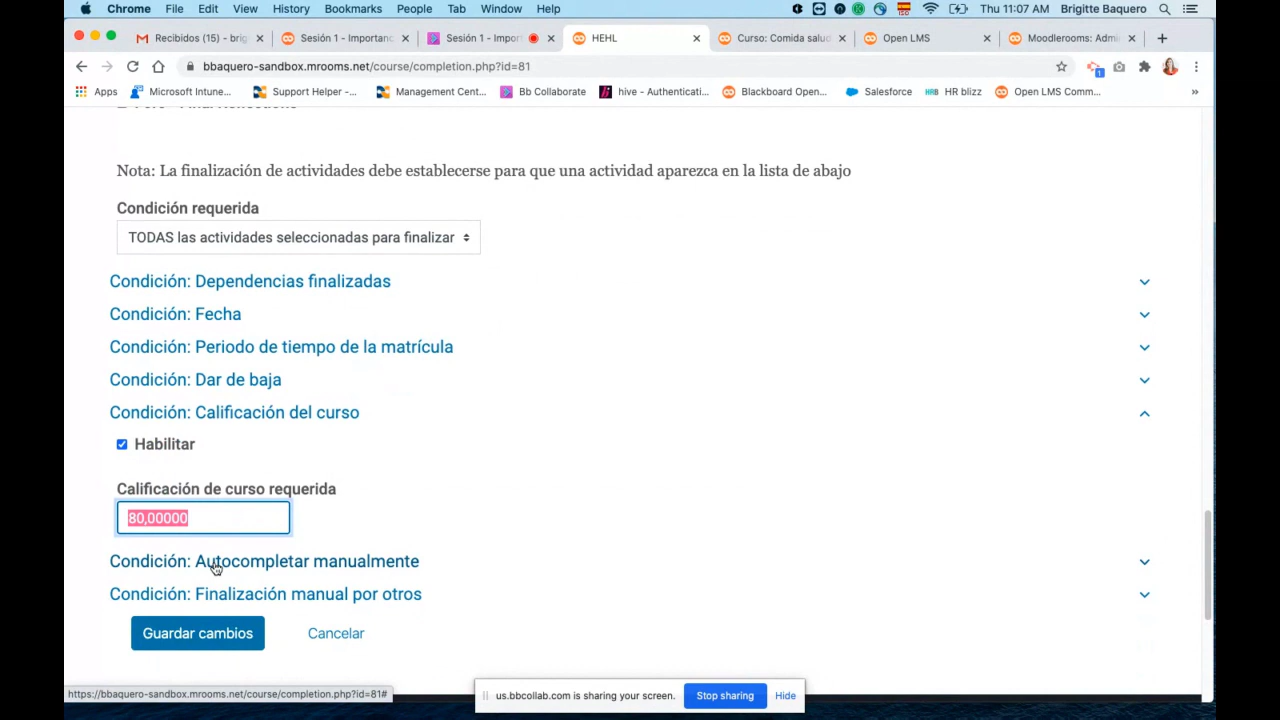 Chrome File Edit View History Bookmarks People Tab Window Help ISO Thu 11:07 AM Brigitte Baquero
Recibidos (15) - brig × Sesión 1 - Importanc × Sesión 1 - Impor × HEHL × Curso: Comida salud × Open LMS × Moodlerooms: Adm × +
bbaquero-sandbox.mrooms.net/course/completion.php?id=81 1
Apps Microsoft Intune... Support Helper -... Management Cent... Bb Collaborate hive - Authenticati... Blackboard Open... Salesforce HRB HR blizz Open LMS Comm... »
Nota: La finalización de actividades debe establecerse para que una actividad aparezca en la lista de abajo
Condición requerida
TODAS las actividades seleccionadas para finalizar
Condición: Dependencias finalizadas
Condición: Fecha
Condición: Periodo de tiempo de la matrícula
Condición: Dar de baja
Condición: Calificación del curso
Habilitar
Calificación de curso requerida
80,00000
Condición: Autocompletar manualmente
Condición: Finalización manual por otros
Guardar cambios Cancelar
https://bbaquero-sandbox.mrooms.net/course/completion.php?id=81# us.bbcollab.com is sharing your screen. Stop sharing Hide